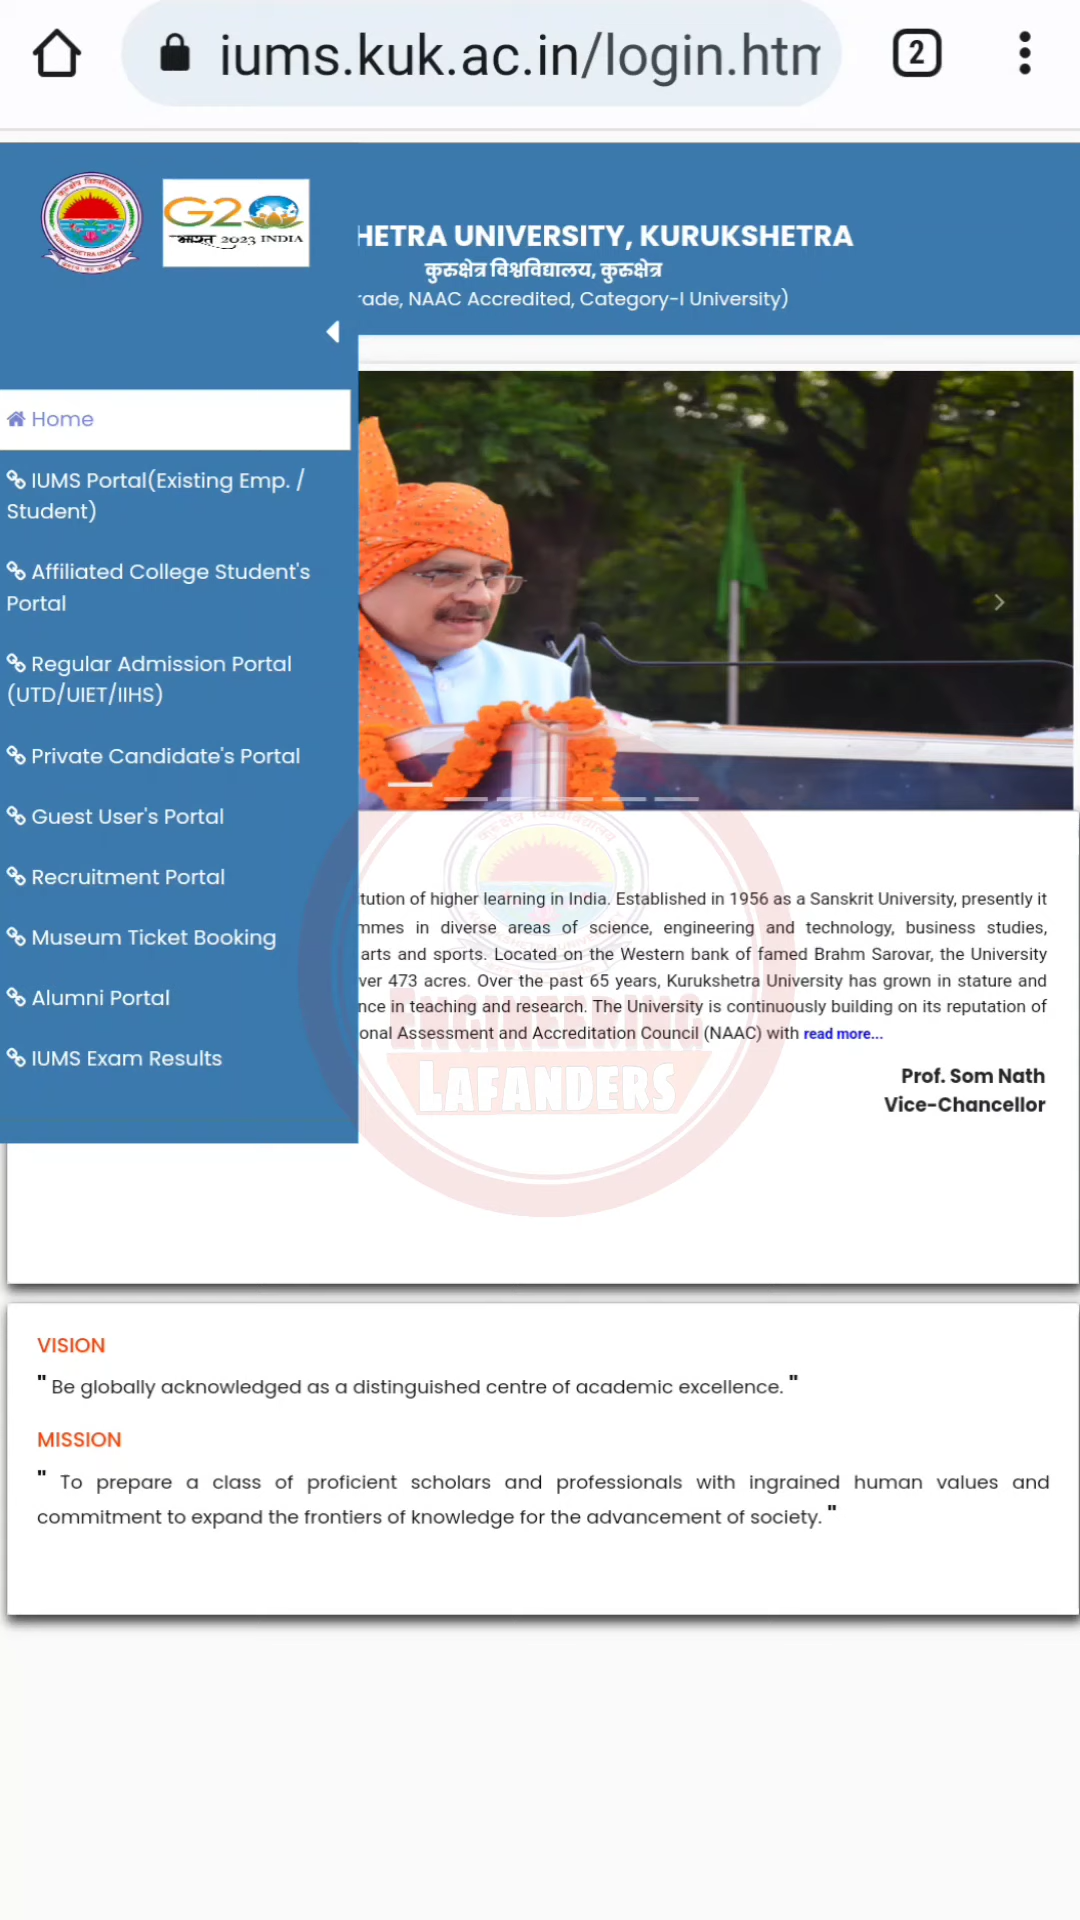 iums.kuk.ac.in/login.htm
2
G20
भारत 2023 INDIA
KURUKSHETRA UNIVERSITY
HETRA UNIVERSITY, KURUKSHETRA
कुरुक्षेत्र विश्वविद्यालय, कुरुक्षेत्र
rade, NAAC Accredited, Category-I University)
Home
IUMS Portal(Existing Emp. /
Student)
Affiliated College Student's
Portal
Regular Admission Portal
(UTD/UIET/IIHS)
Private Candidate's Portal
Guest User's Portal
Recruitment Portal
Museum Ticket Booking
Alumni Portal
IUMS Exam Results
tution of higher learning in India. Established in 1956 as a Sanskrit University, presently it
mmes in diverse areas of science, engineering and technology, business studies,
arts and sports. Located on the Western bank of famed Brahm Sarovar, the University
ver 473 acres. Over the past 65 years, Kurukshetra University has grown in stature and
nce in teaching and research. The University is continuously building on its reputation of
onal Assessment and Accreditation Council (NAAC) with read more...
Prof. Som Nath
Vice-Chancellor
ENGINEERING
LAFANDERS
VISION
" Be globally acknowledged as a distinguished centre of academic excellence. "
MISSION
" To prepare a class of proficient scholars and professionals with ingrained human values and
commitment to expand the frontiers of knowledge for the advancement of society. "